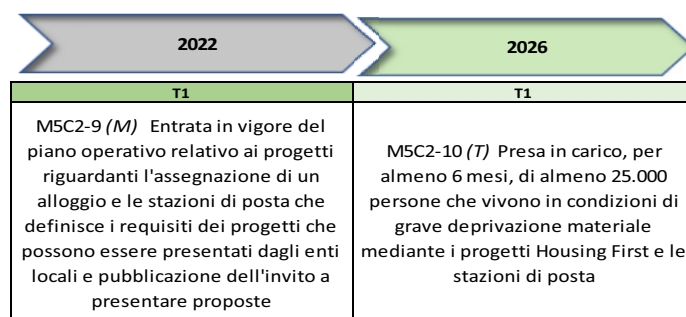 2022
2026
T1
T1
M5C2-9 (M) Entrata in vigore del
piano operativo relativo ai progetti
riguardanti l'assegnazione di un
alloggio e le stazioni di posta che
definisce i requisiti dei progetti che
possono essere presentati dagli enti
locali e pubblicazione dell'invito a
presentare proposte
M5C2-10 (T) Presa in carico, per
almeno 6 mesi, di almeno 25.000
persone che vivono in condizioni di
grave deprivazione materiale
mediante i progetti Housing First e le
stazioni di posta